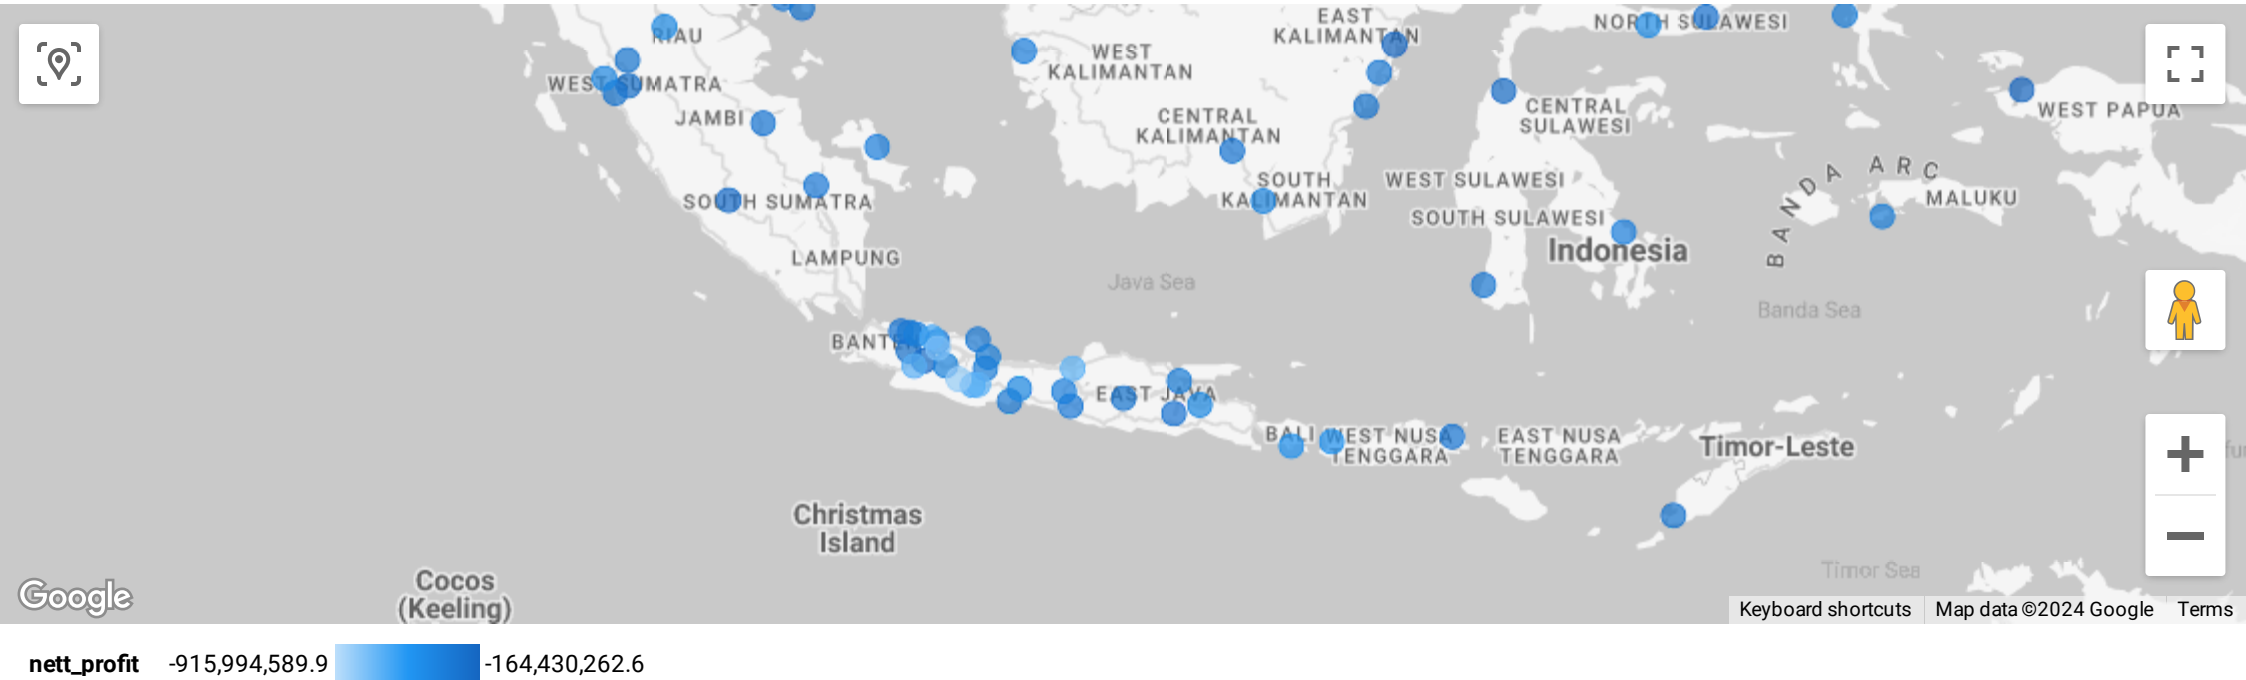 EAST
KALIMANTAN
NORTH SULAWESI
RIAU
WEST
KALIMANTAN
WEST SUMATRA
CENTRAL
SULAWESI
WEST PAPUA
JAMBI
CENTRAL
KALIMANTAN
BANDA ARC
SOUTH
KALIMANTAN
WEST SULAWESI
MALUKU
SOUTH SUMATRA
SOUTH SULAWESI
Indonesia
LAMPUNG
Java Sea
Banda Sea
BANTEN
EAST JAVA
BALI
WEST NUSA
TENGGARA
EAST NUSA
TENGGARA
Timor-Leste
Christmas
Island
Timor Sea
Cocos
(Keeling)
Google
Keyboard shortcuts
Map data ©2024 Google
Terms
nett_profit -915,994,589.9 -164,430,262.6